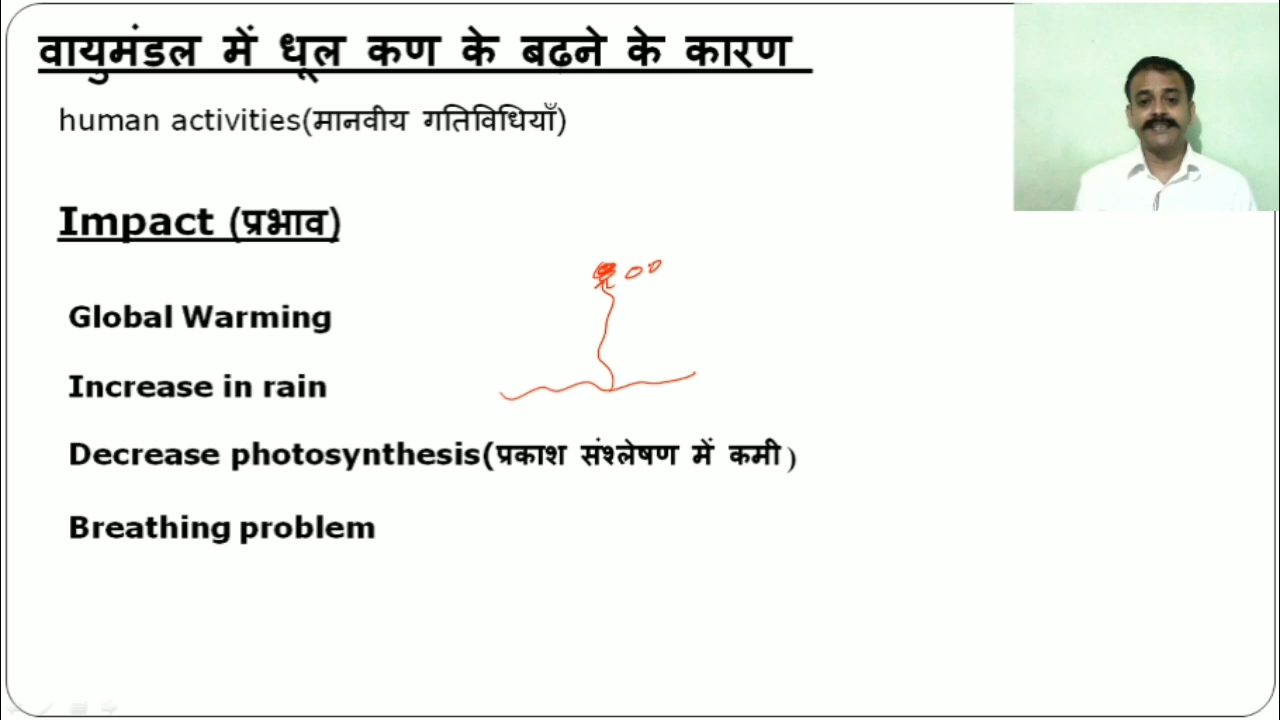 वायुमंडल में धूल कण के बढने के कारण
human activities(मानवीय गतिविधियाँ)
Impact (प्रभाव)
Global Warming
Increase in rain
Decrease photosynthesis(प्रकाश संश्लेषण में कमी)
Breathing problem